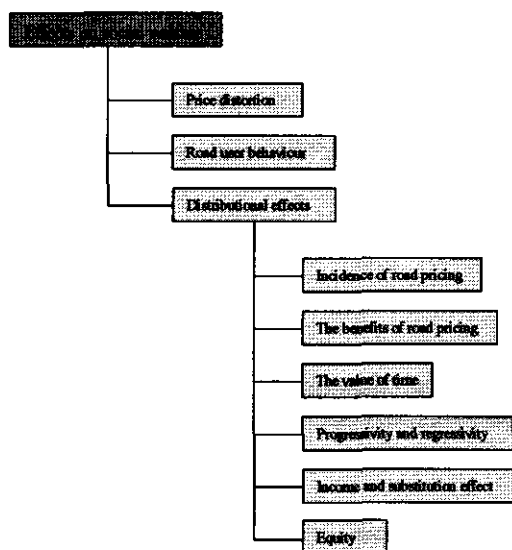 Price distortion
Road user behaviour
Distributional effects
Incidence of road pricing
The benefits of road pricing
The value of time
Progressivity and regressivity
Income and substitution effect
Equity